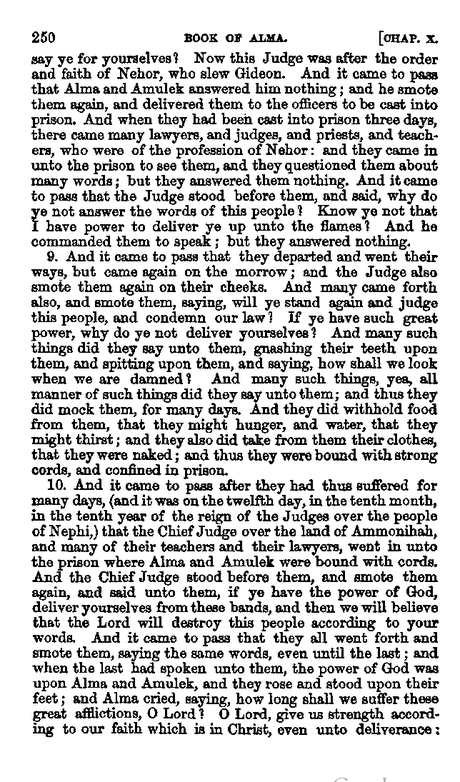 250 BOOK OF ALMA. [CHAP. X.
say ye for yourselves? Now this Judge was after the order
and faith of Nehor, who slew Gideon. And it came to pass
that Alma and Amulek answered him nothing; and he smote
them again, and delivered them to the officers to be cast into
prison. And when they had been cast into prison three days,
there came many lawyers, and judges, and priests, and teach-
ers, who were of the profession of Nehor: and they came in
unto the prison to see them, and they questioned them about
many words; but they answered them nothing. And it came
to pass that the Judge stood before them, and said, why do
ye not answer the words of this people? Know ye not that
I have power to deliver ye up unto the flames? And he
commanded them to speak; but they answered nothing.
9. And it came to pass that they departed and went their
ways, but came again on the morrow; and the Judge also
smote them again on their cheeks. And many came forth
also, and smote them, saying, will ye stand again and judge
this people, and condemn our law? If ye have such great
power, why do ye not deliver yourselves? And many such
things did they say unto them, gnashing their teeth upon
them, and spitting upon them, and saying, how shall we look
when we are damned? And many such things, yea, all
manner of such things did they say unto them; and thus they
did mock them, for many days. And they did withhold food
from them, that they might hunger, and water, that they
might thirst; and they also did take from them their clothes,
that they were naked; and thus they were bound with strong
cords, and confined in prison.
10. And it came to pass after they had thus suffered for
many days, (and it was on the twelfth day, in the tenth month,
in the tenth year of the reign of the Judges over the people
of Nephi,) that the Chief Judge over the land of Ammonihah,
and many of their teachers and their lawyers, went in unto
the prison where Alma and Amulek were bound with cords.
And the Chief Judge stood before them, and smote them
again, and said unto them, if ye have the power of God,
deliver yourselves from these bands, and then we will believe
that the Lord will destroy this people according to your
words. And it came to pass that they all went forth and
smote them, saying the same words, even until the last; and
when the last had spoken unto them, the power of God was
upon Alma and Amulek, and they rose and stood upon their
feet; and Alma cried, saying, how long shall we suffer these
great afflictions, O Lord? O Lord, give us strength accord-
ing to our faith which is in Christ, even unto deliverance: